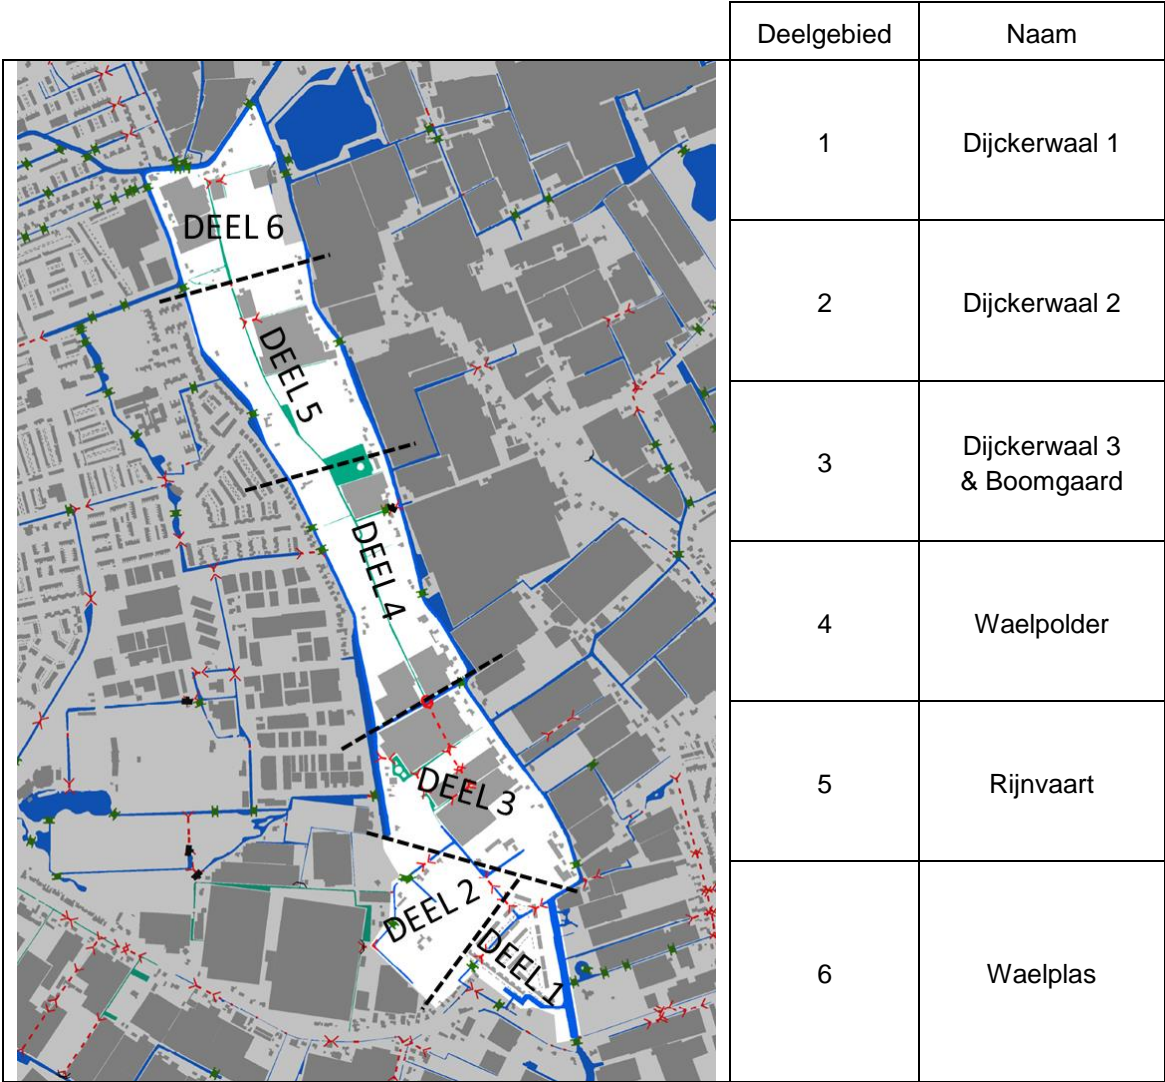 Deelgebied Naam
1 Dijckerwaal 1
2 Dijckerwaal 2
3 Dijckerwaal 3
& Boomgaard
4 Waelpolder
5 Rijnvaart
6 Waelplas
DEEL 6
DEEL 5
DEEL 4
DEEL 3
DEEL 2
DEEL 1